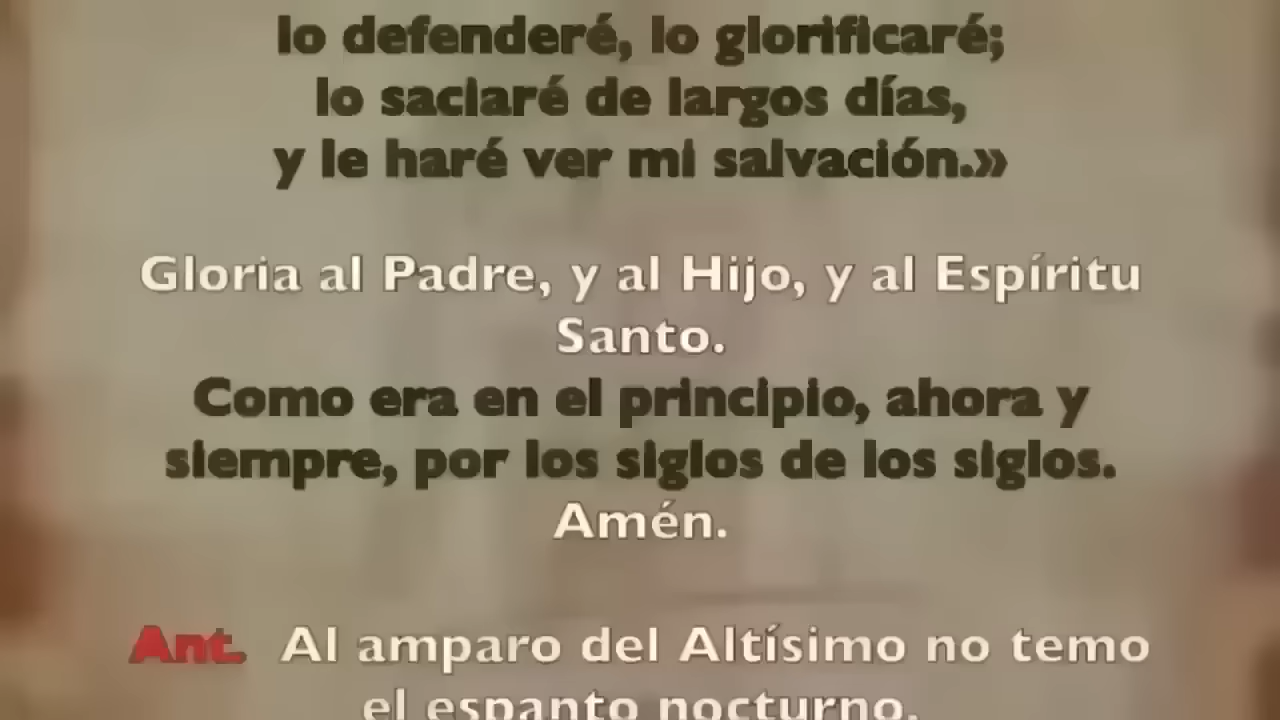 lo defenderé, lo glorificaré;
lo saciaré de largos días,
y le haré ver mi salvación.»
Gloria al Padre, y al Hijo, y al Espíritu
Santo.
Como era en el principio, ahora y
siempre, por los siglos de los siglos.
Amén.
Ant. Al amparo del Altísimo no temo
el espanto nocturno.